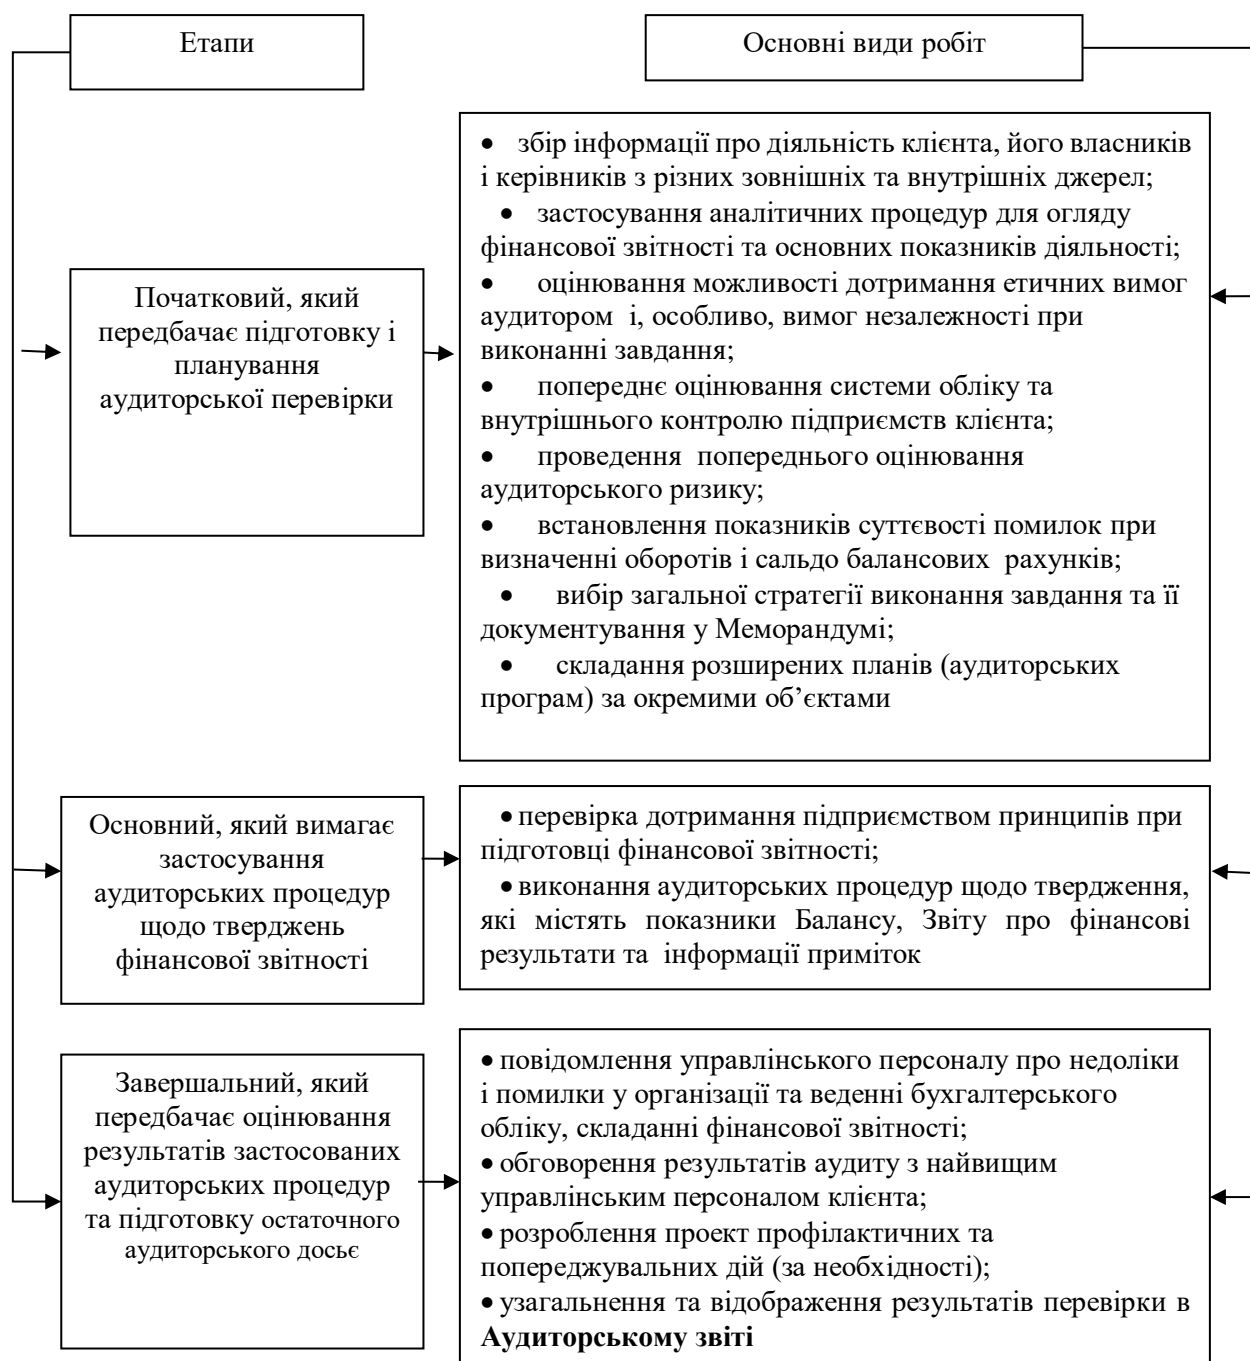 Етапи
Основні види робіт
Початковий, який
передбачає підготовку і
планування
аудиторської перевірки
• збір інформації про діяльність клієнта, його власників
і керівників з різних зовнішніх та внутрішніх джерел;
• застосування аналітичних процедур для огляду
фінансової звітності та основних показників діяльності;
• оцінювання можливості дотримання етичних вимог
аудитором і, особливо, вимог незалежності при
виконанні завдання;
• попереднє оцінювання системи обліку та
внутрішнього контролю підприємств клієнта;
• проведення попереднього оцінювання
аудиторського ризику;
• встановлення показників суттєвості помилок при
визначенні оборотів і сальдо балансових рахунків;
• вибір загальної стратегії виконання завдання та її
документування у Меморандумі;
• складання розширених планів (аудиторських
програм) за окремими об’єктами
Основний, який вимагає
застосування
аудиторських процедур
щодо тверджень
фінансової звітності
• перевірка дотримання підприємством принципів при
підготовці фінансової звітності;
• виконання аудиторських процедур щодо твердження,
які містять показники Балансу, Звіту про фінансові
результати та інформації приміток
Завершальний, який
передбачає оцінювання
результатів застосованих
аудиторських процедур
та підготовку остаточного
аудиторського досьє
• повідомлення управлінського персоналу про недоліки
і помилки у організації та веденні бухгалтерського
обліку, складанні фінансової звітності;
• обговорення результатів аудиту з найвищим
управлінським персоналом клієнта;
• розроблення проект профілактичних та
попереджувальних дій (за необхідності);
• узагальнення та відображення результатів перевірки в
Аудиторському звіті